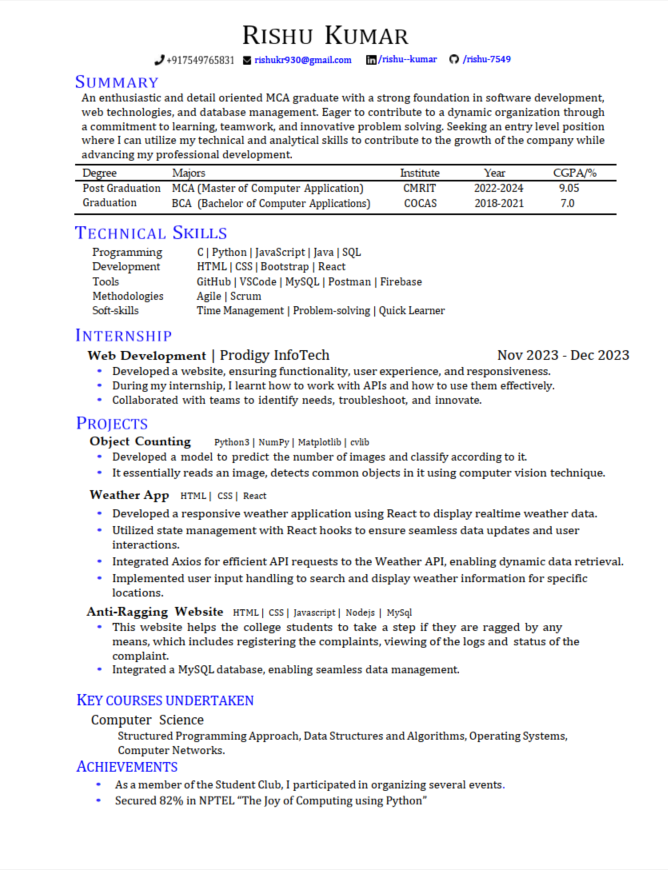 RISHU KUMAR
+917549765831 rishukr930@gmail.com /rishu--kumar /rishu-7549
SUMMARY
An enthusiastic and detail oriented MCA graduate with a strong foundation in software development,
web technologies, and database management. Eager to contribute to a dynamic organization through
a commitment to learning, teamwork, and innovative problem solving. Seeking an entry level position
where I can utilize my technical and analytical skills to contribute to the growth of the company while
advancing my professional development.
Degree Majors Institute Year CGPA/%
Post Graduation MCA (Master of Computer Application) CMRIT 2022-2024 9.05
Graduation BCA (Bachelor of Computer Applications) COCAS 2018-2021 7.0
TECHNICAL SKILLS
Programming C | Python | JavaScript | Java | SQL
Development HTML | CSS | Bootstrap | React
Tools GitHub | VSCode | MySQL | Postman | Firebase
Methodologies Agile | Scrum
Soft-skills Time Management | Problem-solving | Quick Learner
INTERNSHIP
Web Development | Prodigy InfoTech Nov 2023 - Dec 2023
• Developed a website, ensuring functionality, user experience, and responsiveness.
• During my internship, I learnt how to work with APIs and how to use them effectively.
• Collaborated with teams to identify needs, troubleshoot, and innovate.
PROJECTS
Object Counting Python3 | NumPy | Matplotlib | cvlib
• Developed a model to predict the number of images and classify according to it.
• It essentially reads an image, detects common objects in it using computer vision technique.
Weather App HTML | CSS | React
• Developed a responsive weather application using React to display realtime weather data.
• Utilized state management with React hooks to ensure seamless data updates and user
interactions.
• Integrated Axios for efficient API requests to the Weather API, enabling dynamic data retrieval.
• Implemented user input handling to search and display weather information for specific
locations.
Anti-Ragging Website HTML | CSS | Javascript | Nodejs | MySql
• This website helps the college students to take a step if they are ragged by any
means, which includes registering the complaints, viewing of the logs and status of the
complaint.
• Integrated a MySQL database, enabling seamless data management.
KEY COURSES UNDERTAKEN
Computer Science
Structured Programming Approach, Data Structures and Algorithms, Operating Systems,
Computer Networks.
ACHIEVEMENTS
• As a member of the Student Club, I participated in organizing several events.
• Secured 82% in NPTEL "The Joy of Computing using Python"